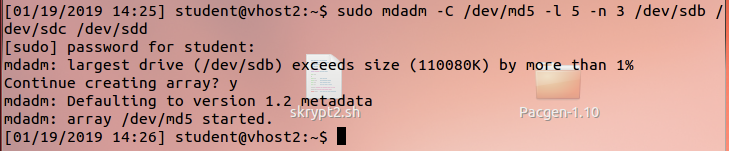 [01/19/2019 14:25] student@vhost2:~$ sudo mdadm -C /dev/md5 -l 5 -n 3 /dev/sdb /
dev/sdc /dev/sdd
[sudo] password for student:
mdadm: largest drive (/dev/sdb) exceeds size (110080K) by more than 1%
Continue creating array? y
mdadm: Defaulting to version 1.2 metadata
mdadm: array /dev/md5 started.
skrypt2.sh
Pacgen-1.10
[01/19/2019 14:26] student@vhost2:~$